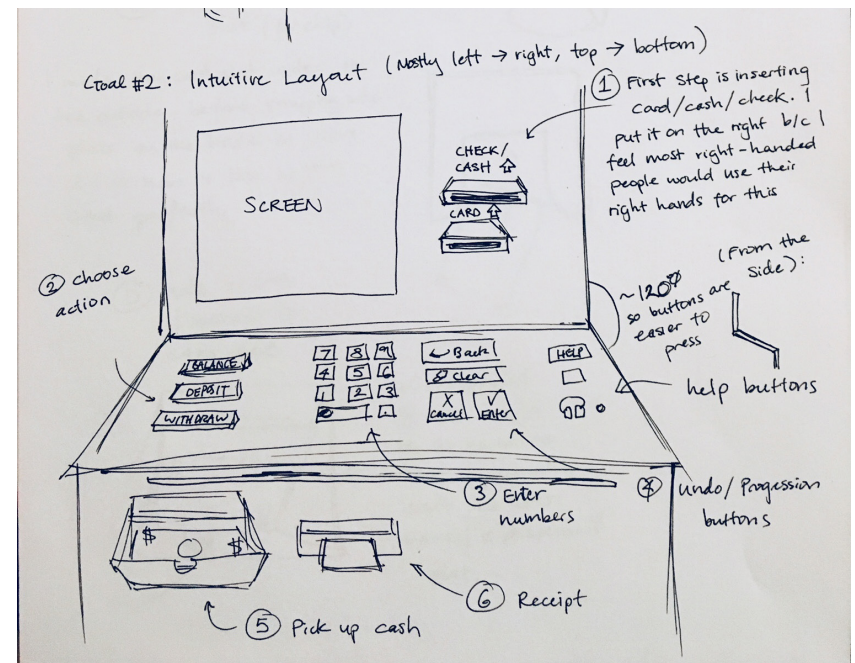 Goal #2: Intuitive Layout (Mostly left → right, top → bottom)
① First Step is inserting
card/cash/check. I
put it on the right b/c I
feel most right-handed
people would use their
right hands for this
SCREEN
CHECK/
CASH ⇧
CARD ⇧
② choose
action
~120°
so buttons are
easier to
press
(From the
side):
BALANCE
DEPOSIT
WITHDRAW
7 8 9
4 5 6
1 2 3
0 .
← Back
Clear
X
Cancel
✓
Enter
HELP
help buttons
③ Enter
numbers
④ Undo/Progession
buttons
$ $
⑤ Pick up cash
⑥ Receipt